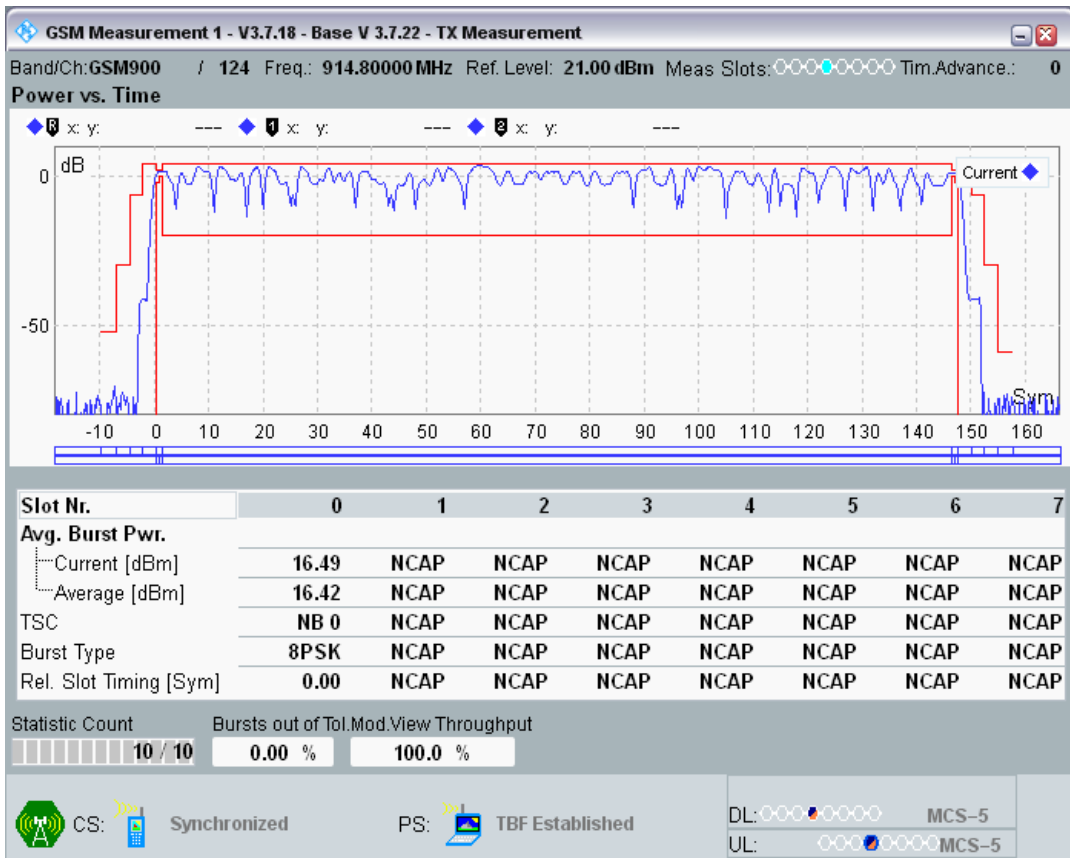 GSM Measurement 1 - V3.7.18 - Base V 3.7.22 - TX Measurement
Band/Ch:GSM900 / 124 Freq.: 914.80000 MHz Ref. Level: 21.00 dBm Meas Slots: Tim.Advance.: 0
Power vs. Time
R x: y: --- 1 x: y: --- 2 x: y: ---
dB
Current
0
-50
Sym
-10 0 10 20 30 40 50 60 70 80 90 100 110 120 130 140 150 160
Slot Nr. 0 1 2 3 4 5 6 7
Avg. Burst Pwr.
Current [dBm] 16.49 NCAP NCAP NCAP NCAP NCAP NCAP NCAP
Average [dBm] 16.42 NCAP NCAP NCAP NCAP NCAP NCAP NCAP
TSC NB 0 NCAP NCAP NCAP NCAP NCAP NCAP NCAP
Burst Type 8PSK NCAP NCAP NCAP NCAP NCAP NCAP NCAP
Rel. Slot Timing [Sym] 0.00 NCAP NCAP NCAP NCAP NCAP NCAP NCAP
Statistic Count Bursts out of Tol.Mod.View Throughput
10 / 10 0.00 % 100.0 %
CS: Synchronized PS: TBF Established
DL: MCS-5
UL: MCS-5